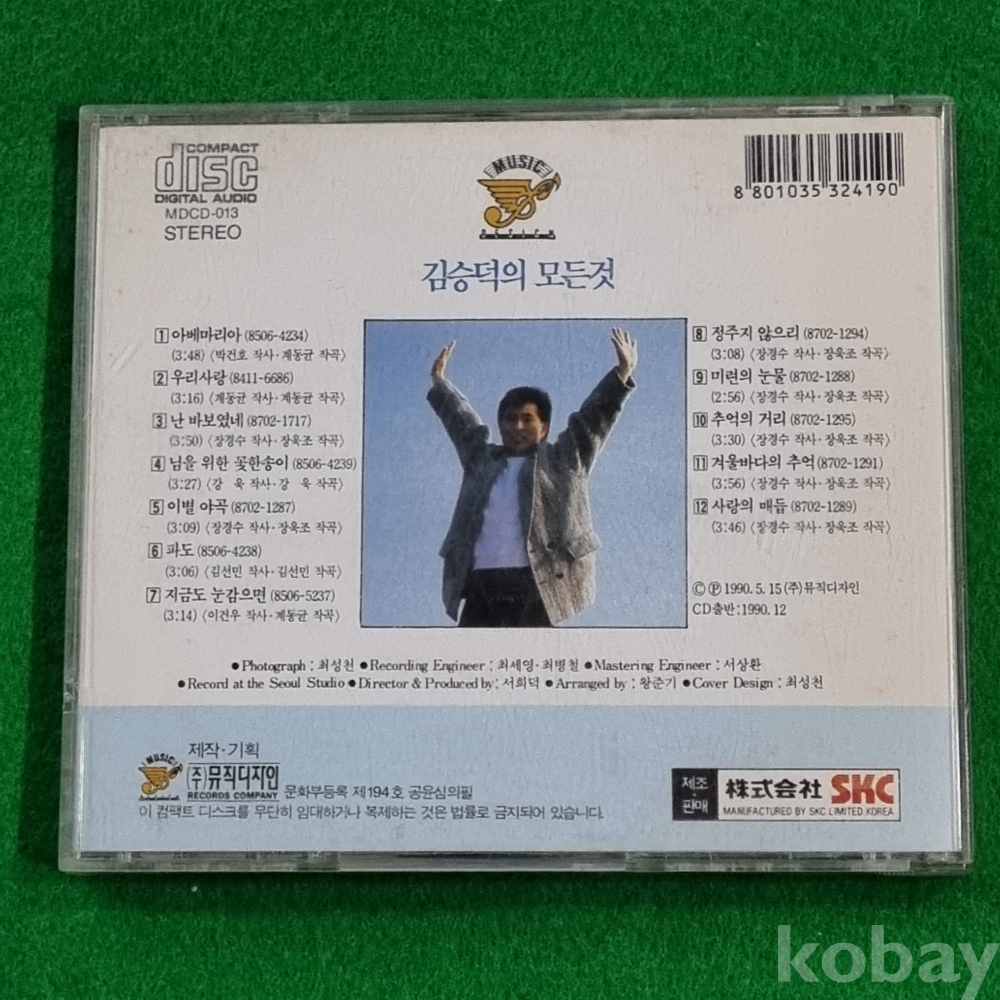 COMPACT
disc
DIGITAL AUDIO
MDCD-013
STEREO
MUSIC
DESIGN
8 801035 324190
김승덕의 모든것
1 아베마리아 (8506-4234)
(3:48) 〈박건호 작사·계동균 작곡〉
2 우리사랑 (8411-6686)
(3:16) 〈계동균 작사·계동균 작곡〉
3 난 바보였네 (8702-1717)
(3:50) 〈장경수 작사·장욱조 작곡〉
4 님을 위한 꽃한송이 (8506-4239)
(3:27) 〈강 욱 작사·강 욱 작곡〉
5 이별 야곡 (8702-1287)
(3:09) 〈장경수 작사·장욱조 작곡〉
6 파도 (8506-4238)
(3:06) 〈김선민 작사·김선민 작곡〉
7 지금도 눈감으면 (8506-5237)
(3:14) 〈이건우 작사·계동균 작곡〉
8 정주지 않으리 (8702-1294)
(3:08) 〈장경수 작사·장욱조 작곡〉
9 미련의 눈물 (8702-1288)
(2:56) 〈장경수 작사·장욱조 작곡〉
10 추억의 거리 (8702-1295)
(3:30) 〈장경수 작사·장욱조 작곡〉
11 겨울바다의 추억 (8702-1291)
(3:56) 〈장경수 작사·장욱조 작곡〉
12 사랑의 매듭 (8702-1289)
(3:46) 〈장경수 작사·장욱조 작곡〉
ⓒ ⓟ 1990. 5. 15 (주)뮤직디자인
CD출반: 1990. 12
● Photograph : 최성천 ● Recording Engineer : 최세영·최병철 ● Mastering Engineer : 서상환
● Record at the Seoul Studio ● Director & Produced by : 서희덕 ● Arranged by : 왕준기 ● Cover Design : 최성천
제작·기획
MUSIC
(주)뮤직디자인
RECORDS COMPANY
문화부등록 제194호 공윤심의필
이 컴팩트 디스크를 무단히 임대하거나 복제하는 것은 법률로 금지되어 있습니다.
제조·판매
株式会社 SKC
MANUFACTURED BY SKC LIMITED KOREA
kobay